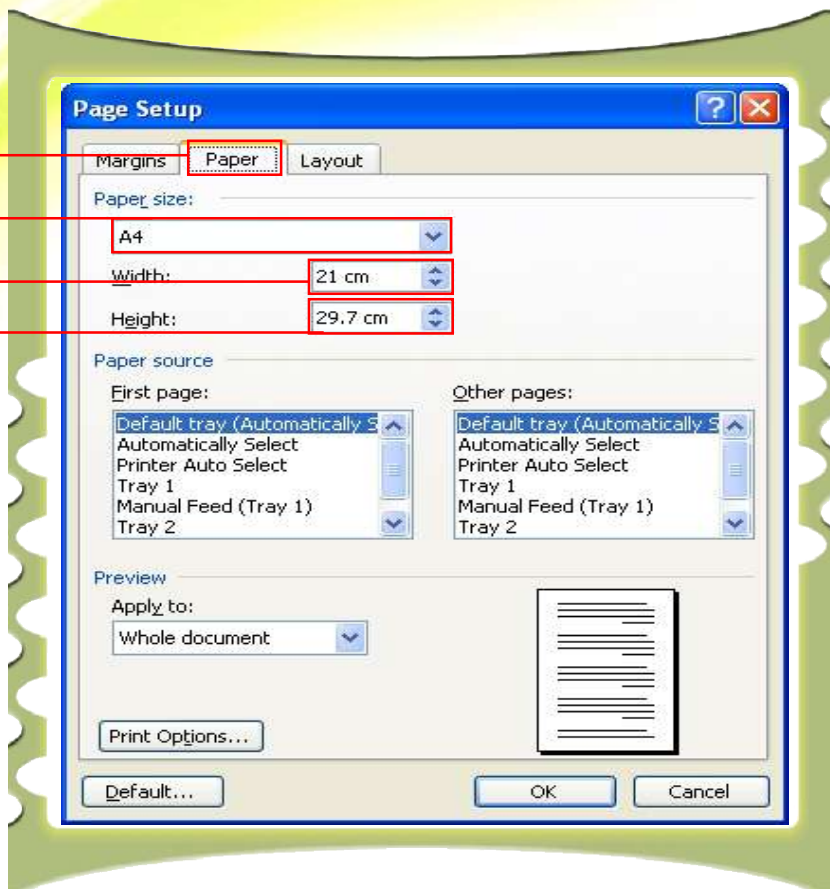 Page Setup
Margins Paper Layout
Paper size:
A4
Width: 21 cm
Height: 29.7 cm
Paper source
First page: Other pages:
Default tray (Automatically S Default tray (Automatically S
Automatically Select Automatically Select
Printer Auto Select Printer Auto Select
Tray 1 Tray 1
Manual Feed (Tray 1) Manual Feed (Tray 1)
Tray 2 Tray 2
Preview
Apply to:
Whole document
Print Options...
Default... OK Cancel